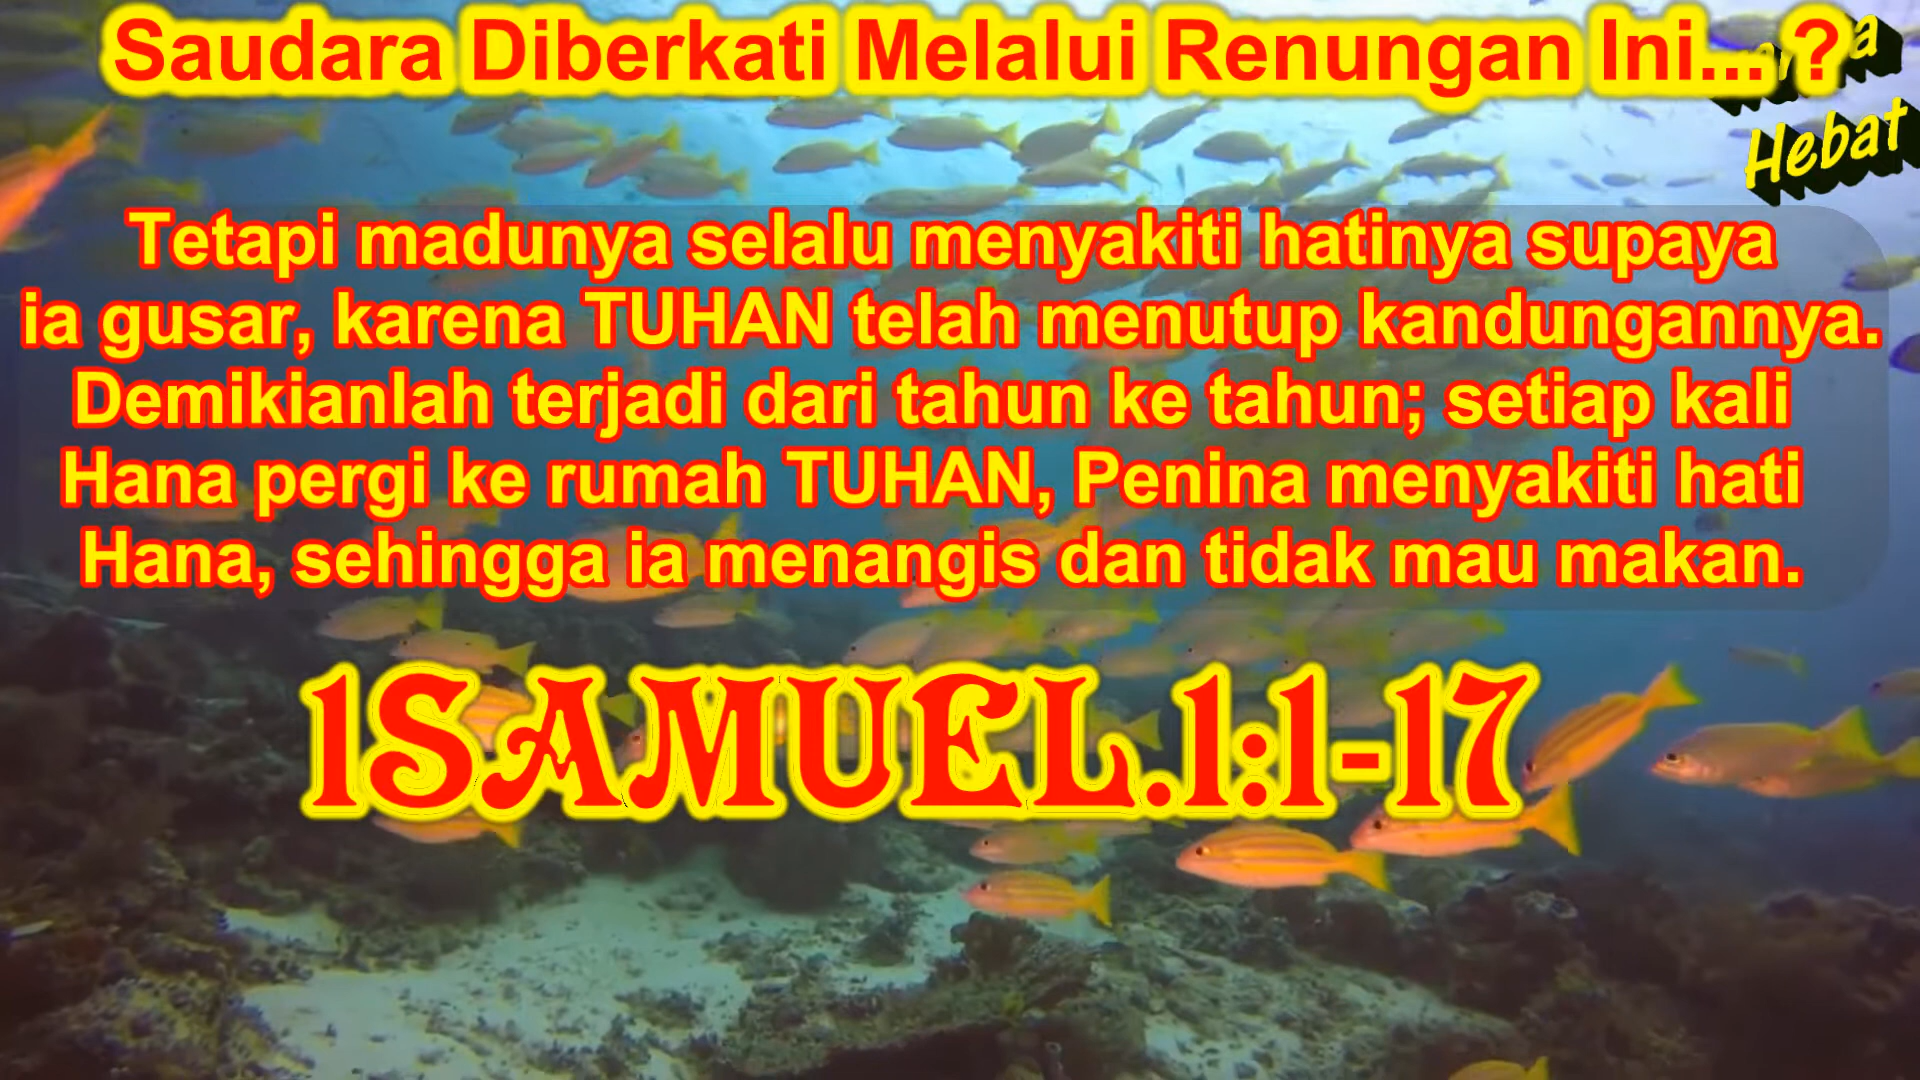 Saudara Diberkati Melalui Renungan Ini... ?
Hebat
Tetapi madunya selalu menyakiti hatinya supaya
ia gusar, karena TUHAN telah menutup kandungannya.
Demikianlah terjadi dari tahun ke tahun; setiap kali
Hana pergi ke rumah TUHAN, Penina menyakiti hati
Hana, sehingga ia menangis dan tidak mau makan.
1SAMUEL.1:1-17